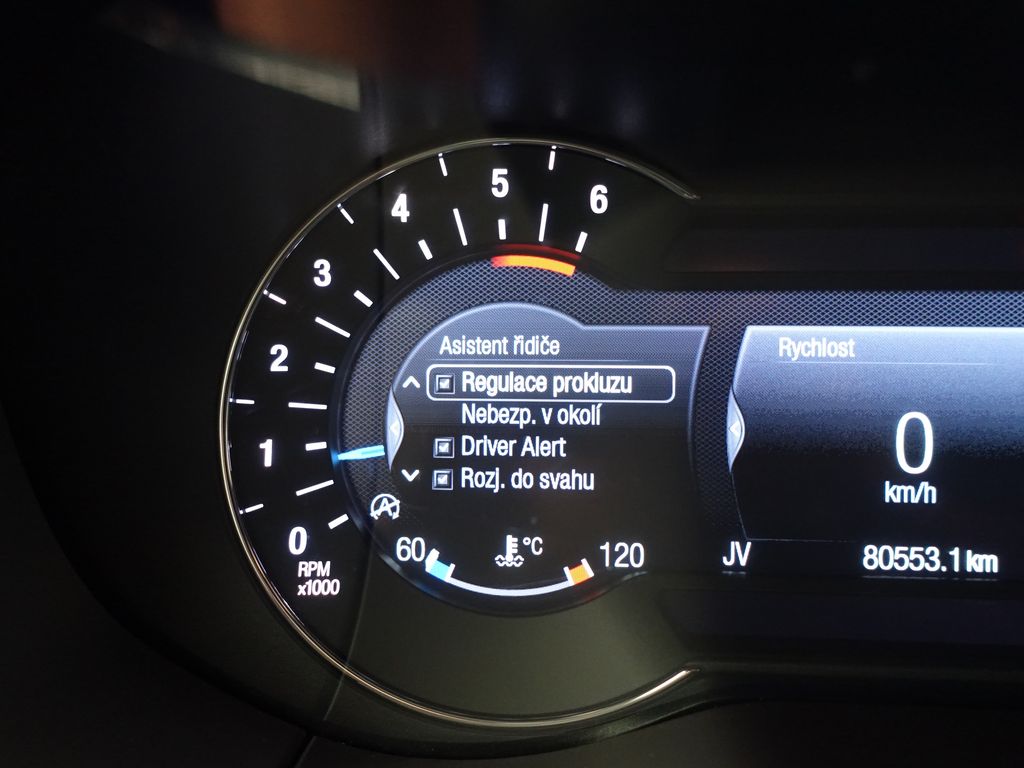 6
5
4
3
2
1
0
RPM
x1000
Asistent řidiče
Regulace prokluzu
Nebezp. v okolí
Driver Alert
Rozj. do svahu
60
°C
120
Rychlost
0
km/h
JV
80553.1 km